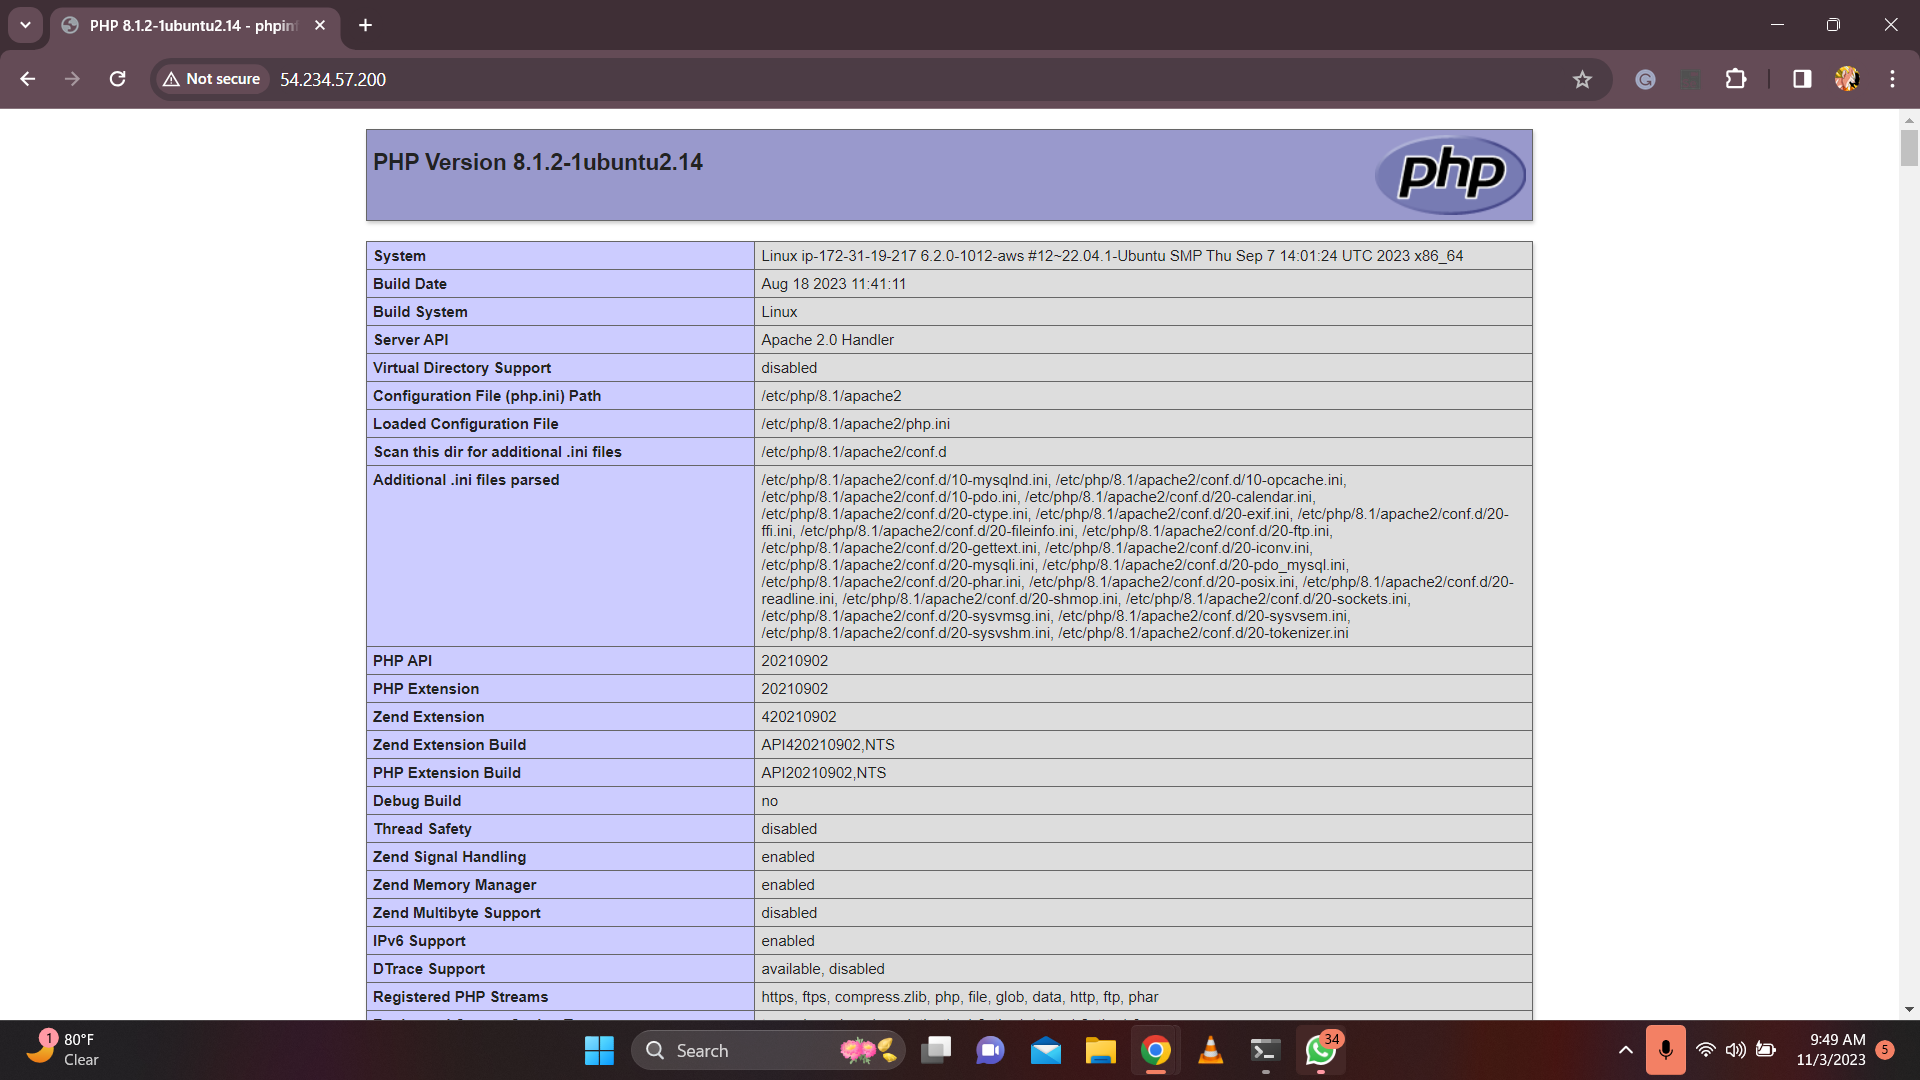 PHP 8.1.2-1ubuntu2.14 - phpinf
Not secure
54.234.57.200
PHP Version 8.1.2-1ubuntu2.14
php
System Linux ip-172-31-19-217 6.2.0-1012-aws #12~22.04.1-Ubuntu SMP Thu Sep 7 14:01:24 UTC 2023 x86_64
Build Date Aug 18 2023 11:41:11
Build System Linux
Server API Apache 2.0 Handler
Virtual Directory Support disabled
Configuration File (php.ini) Path /etc/php/8.1/apache2
Loaded Configuration File /etc/php/8.1/apache2/php.ini
Scan this dir for additional .ini files /etc/php/8.1/apache2/conf.d
Additional .ini files parsed /etc/php/8.1/apache2/conf.d/10-mysqlnd.ini, /etc/php/8.1/apache2/conf.d/10-opcache.ini,
/etc/php/8.1/apache2/conf.d/10-pdo.ini, /etc/php/8.1/apache2/conf.d/20-calendar.ini,
/etc/php/8.1/apache2/conf.d/20-ctype.ini, /etc/php/8.1/apache2/conf.d/20-exif.ini, /etc/php/8.1/apache2/conf.d/20-
ffi.ini, /etc/php/8.1/apache2/conf.d/20-fileinfo.ini, /etc/php/8.1/apache2/conf.d/20-ftp.ini,
/etc/php/8.1/apache2/conf.d/20-gettext.ini, /etc/php/8.1/apache2/conf.d/20-iconv.ini,
/etc/php/8.1/apache2/conf.d/20-mysqli.ini, /etc/php/8.1/apache2/conf.d/20-pdo_mysql.ini,
/etc/php/8.1/apache2/conf.d/20-phar.ini, /etc/php/8.1/apache2/conf.d/20-posix.ini, /etc/php/8.1/apache2/conf.d/20-
readline.ini, /etc/php/8.1/apache2/conf.d/20-shmop.ini, /etc/php/8.1/apache2/conf.d/20-sockets.ini,
/etc/php/8.1/apache2/conf.d/20-sysvmsg.ini, /etc/php/8.1/apache2/conf.d/20-sysvsem.ini,
/etc/php/8.1/apache2/conf.d/20-sysvshm.ini, /etc/php/8.1/apache2/conf.d/20-tokenizer.ini
PHP API 20210902
PHP Extension 20210902
Zend Extension 420210902
Zend Extension Build API420210902,NTS
PHP Extension Build API20210902,NTS
Debug Build no
Thread Safety disabled
Zend Signal Handling enabled
Zend Memory Manager enabled
Zend Multibyte Support disabled
IPv6 Support enabled
DTrace Support available, disabled
Registered PHP Streams https, ftps, compress.zlib, php, file, glob, data, http, ftp, phar
1
80°F
Clear
Search
34
9:49 AM
11/3/2023
5